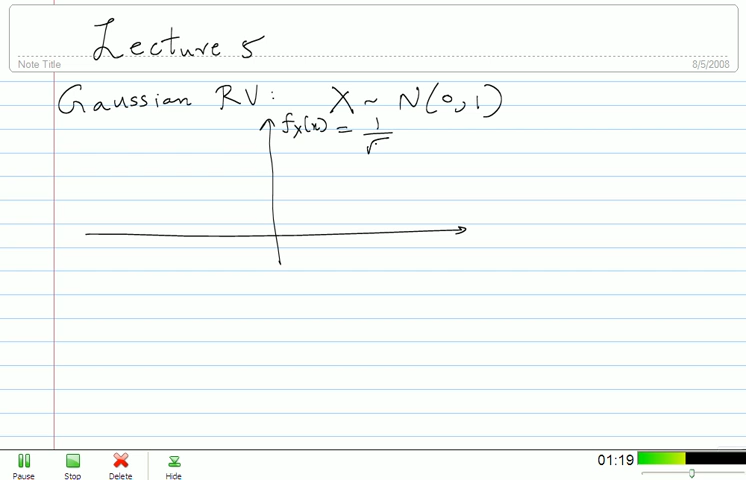 Lecture 5
Note Title
8/5/2008
Gaussian RV: X ~ N(0,1)
fX(x) = 1/√
Pause
Stop
Delete
Hide
01:19